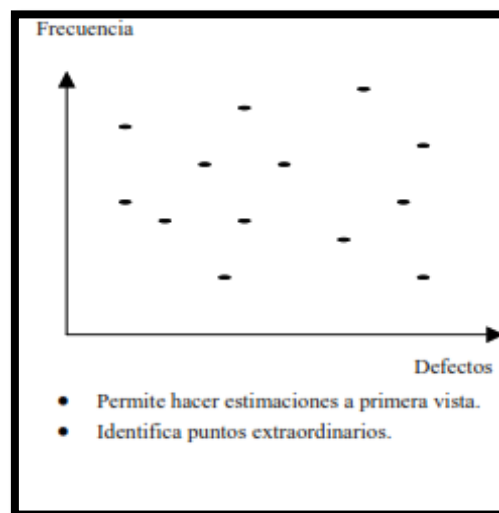 Frecuencia
Defectos
• Permite hacer estimaciones a primera vista.
• Identifica puntos extraordinarios.